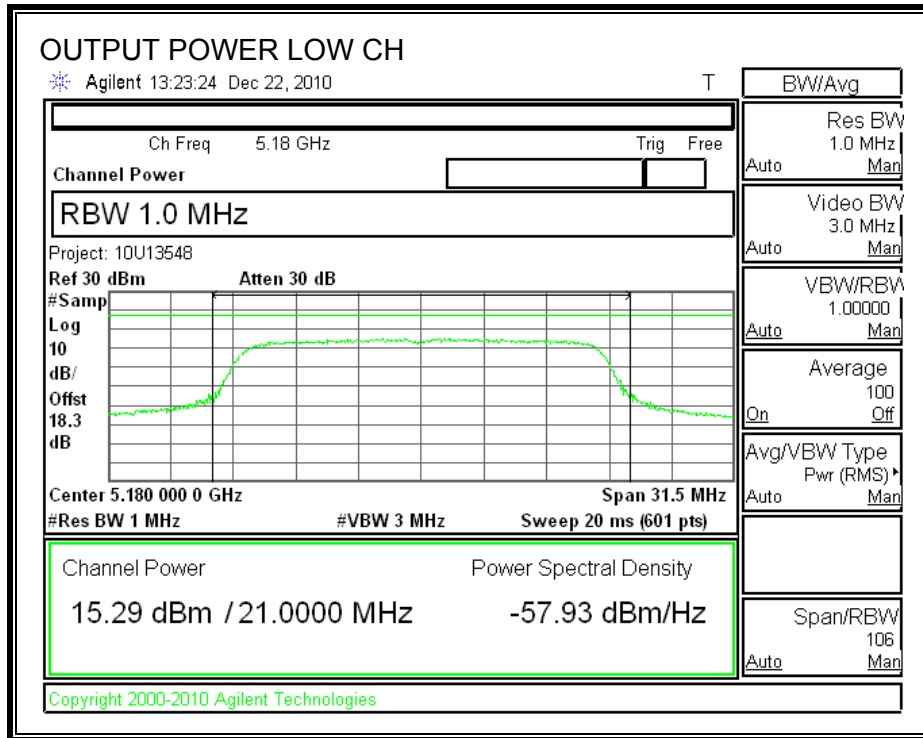 OUTPUT POWER LOW CH
Agilent 13:23:24 Dec 22, 2010 T
Ch Freq 5.18 GHz Trig Free
Channel Power
RBW 1.0 MHz
Project: 10U13548
Ref 30 dBm Atten 30 dB
#Samp
Log
10
dB/
Offst
18.3
dB
Center 5.180 000 0 GHz Span 31.5 MHz
#Res BW 1 MHz #VBW 3 MHz Sweep 20 ms (601 pts)
Channel Power Power Spectral Density
15.29 dBm / 21.0000 MHz -57.93 dBm/Hz
Copyright 2000-2010 Agilent Technologies
BW/Avg
Res BW
1.0 MHz
Auto Man
Video BW
3.0 MHz
Auto Man
VBW/RBW
1.00000
Auto Man
Average
100
On Off
Avg/VBW Type
Pwr (RMS)
Auto Man
Span/RBW
106
Auto Man